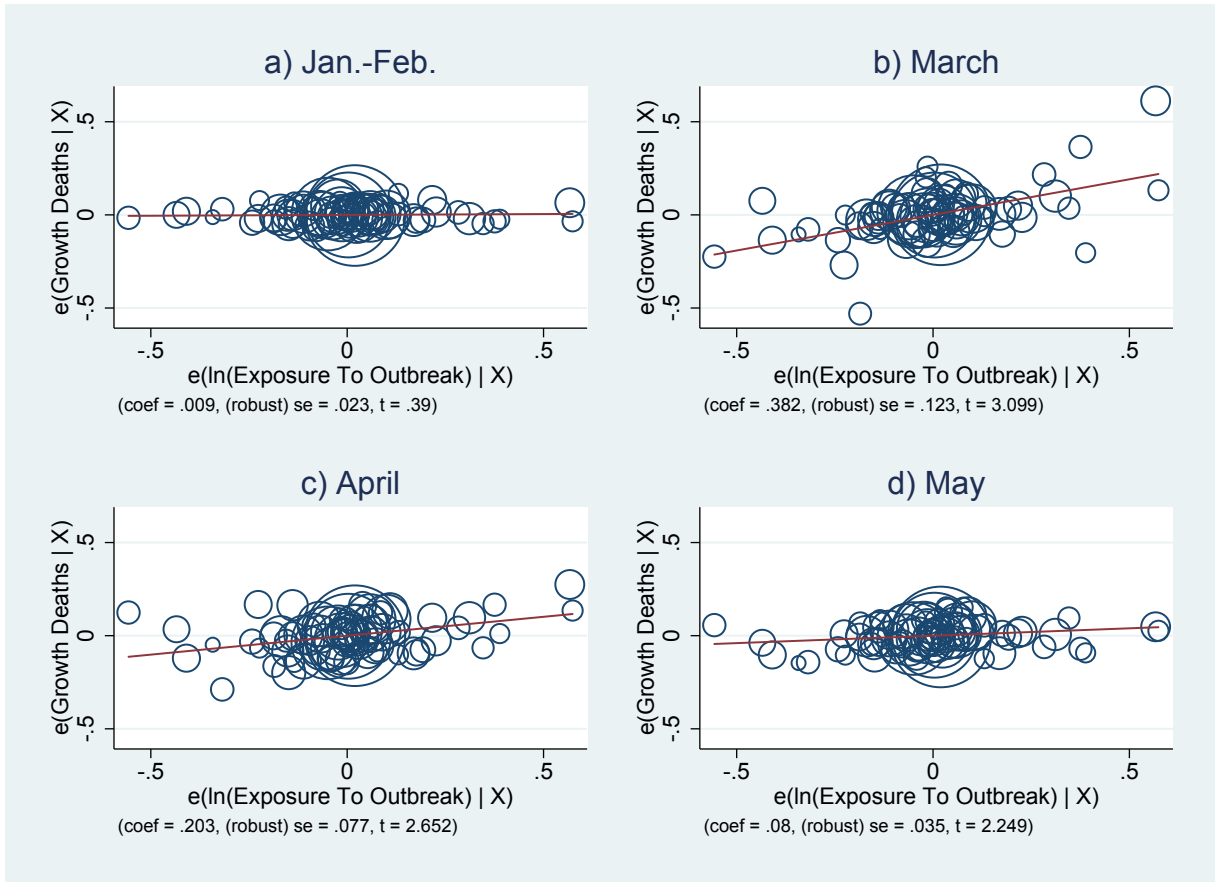 a) Jan.-Feb.
e(Growth Deaths | X)
.5
0
-.5
-.5 0 .5
e(ln(Exposure To Outbreak) | X)
(coef = .009, (robust) se = .023, t = .39)
b) March
e(Growth Deaths | X)
.5
0
-.5
-.5 0 .5
e(ln(Exposure To Outbreak) | X)
(coef = .382, (robust) se = .123, t = 3.099)
c) April
e(Growth Deaths | X)
.5
0
-.5
-.5 0 .5
e(ln(Exposure To Outbreak) | X)
(coef = .203, (robust) se = .077, t = 2.652)
d) May
e(Growth Deaths | X)
.5
0
-.5
-.5 0 .5
e(ln(Exposure To Outbreak) | X)
(coef = .08, (robust) se = .035, t = 2.249)